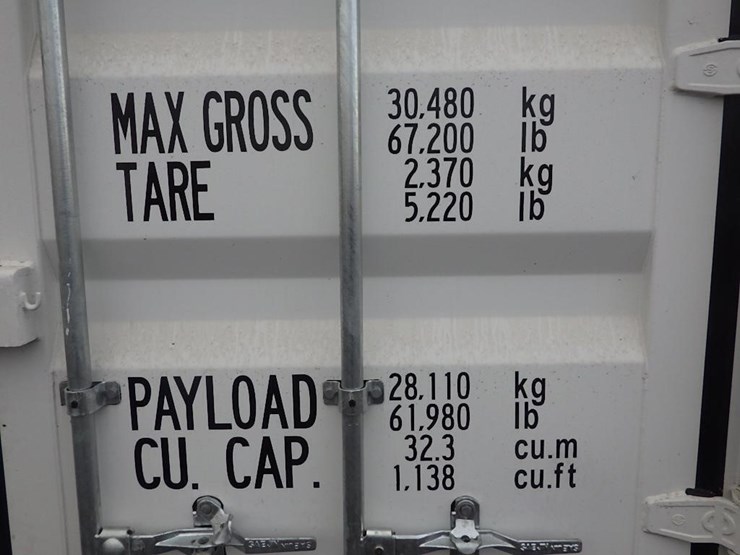 MAX GROSS 30,480 kg
67,200 lb
TARE 2,370 kg
5,220 lb
PAYLOAD 28,110 kg
61,980 lb
CU. CAP. 32.3 cu.m
1,138 cu.ft